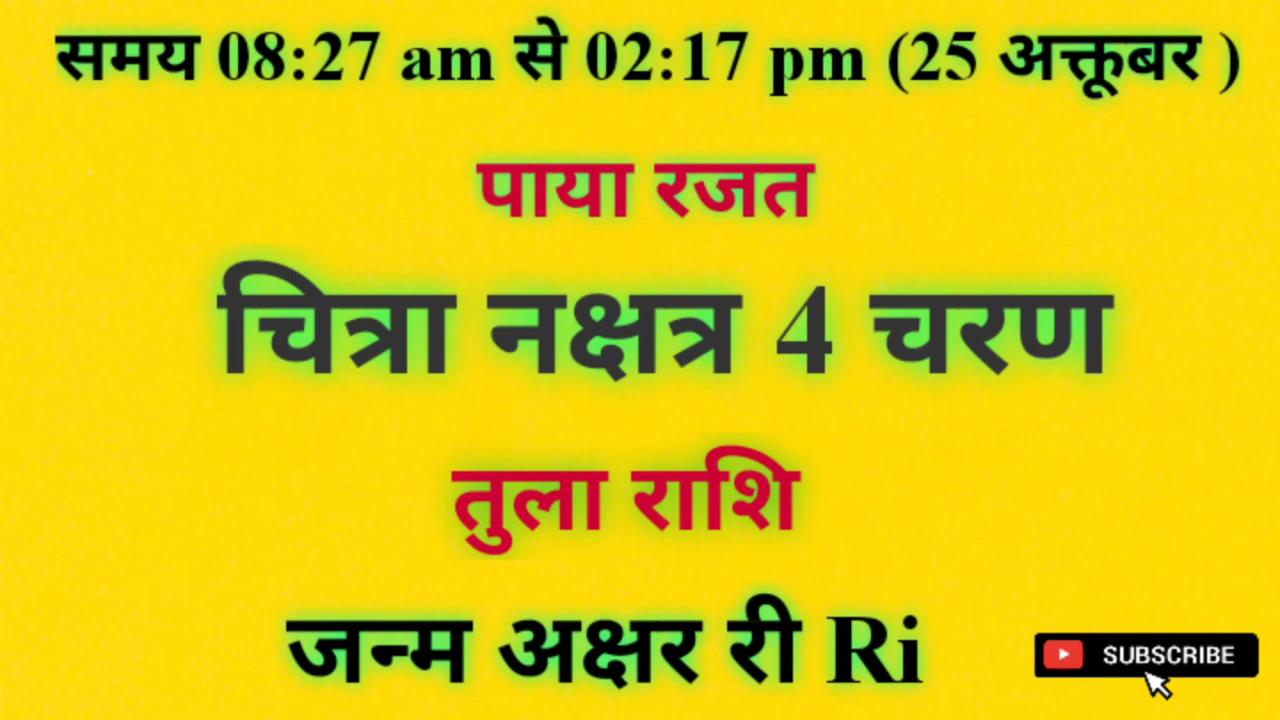 समय 08:27 am से 02:17 pm (25 अक्तूबर )
पाया रजत
चित्रा नक्षत्र 4 चरण
तुला राशि
जन्म अक्षर री Ri
SUBSCRIBE